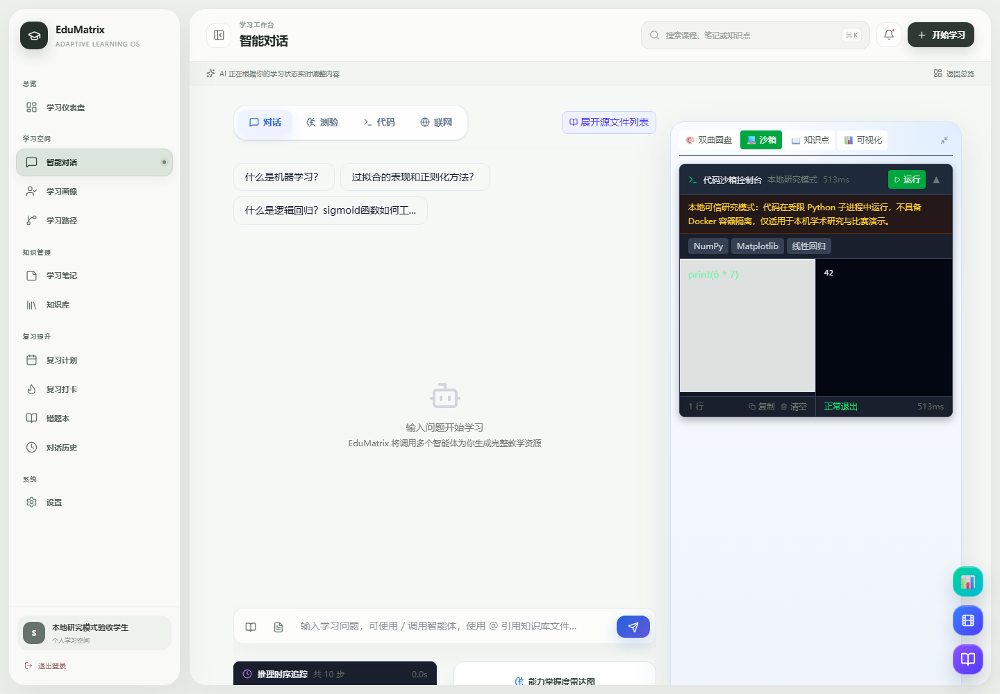 EduMatrix
ADAPTIVE LEARNING OS
总览
学习仪表盘
学习空间
智能对话
学习画像
学习路径
知识管理
学习笔记
知识库
复习提升
复习计划
复习打卡
错题本
对话历史
系统
设置
S
本地研究模式验收学生
个人学习空间
退出登录
学习工作台
智能对话
搜索课程、笔记或知识点
⌘ K
开始学习
AI 正在根据你的学习状态实时调整内容
返回总览
对话
测验
代码
联网
展开源文件列表
什么是机器学习？
过拟合的表现和正则化方法？
什么是逻辑回归？sigmoid函数如何工...
输入问题开始学习
EduMatrix 将调用多个智能体为你生成完整教学资源
输入学习问题，可使用 / 调用智能体，使用 @ 引用知识库文件...
推理时序追踪 共 10 步 0.0s
能力掌握度雷达图
双曲圆盘
沙箱
知识点
可视化
代码沙箱控制台 本地研究模式 513ms
运行
本地可信研究模式：代码在受限 Python 子进程中运行，不具备
Docker 容器隔离，仅适用于本机学术研究与比赛演示。
NumPy
Matplotlib
线性回归
print(6 * 7)
42
1 行
复制
清空
正常退出
513ms